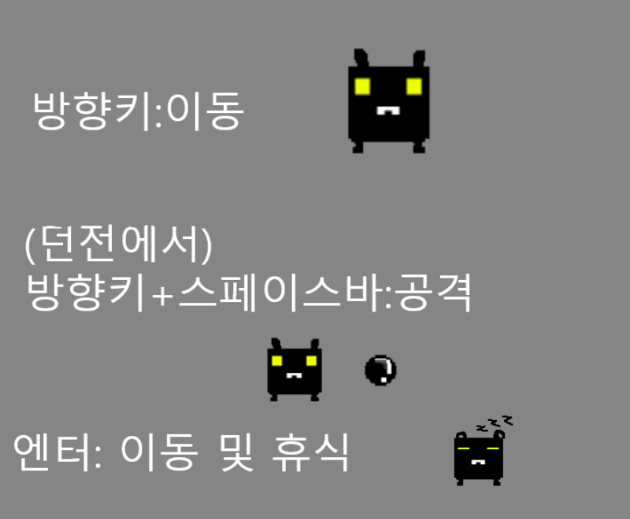 방향키:이동
(던전에서)
방향키+스페이스바:공격
엔터: 이동 및 휴식
zzz